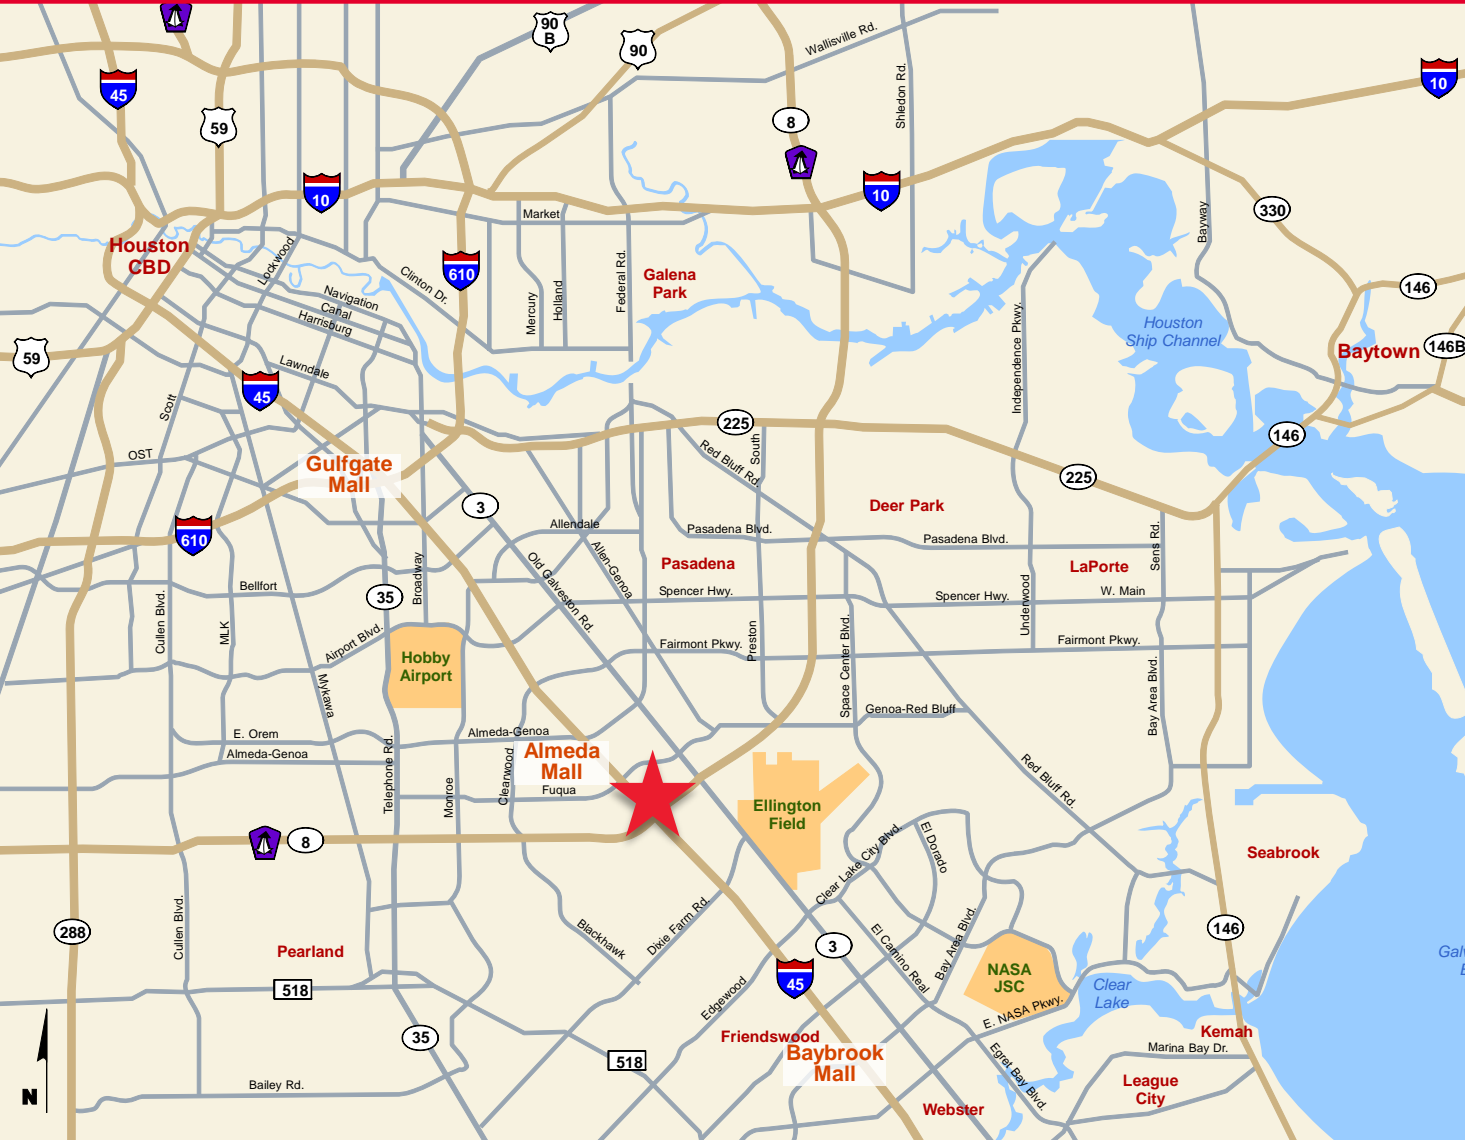 90
B
90
Wallisville Rd.
45
59
Shledon Rd.
10
8
10
10
330
Market
Bayway
Houston
CBD
Lockwood
610
Clinton Dr.
Federal Rd.
Galena
Park
146
Navigation
Canal
Harrisburg
Mercury
Holland
Independence Pkwy.
Houston
Ship Channel
59
Baytown
146B
Lawndale
45
Scott
225
146
South
Red Bluff Rd.
OST
Gulfgate
Mall
225
3
Deer Park
610
Allendale
Pasadena Blvd.
Pasadena Blvd.
Sens Rd.
Old Galveston Rd.
Allen-Genoa
Pasadena
LaPorte
Broadway
Bellfort
35
Spencer Hwy.
Spencer Hwy.
W. Main
Underwood
Cullen Blvd.
MLK
Airport Blvd.
Preston
Space Center Blvd.
Fairmont Pkwy.
Fairmont Pkwy.
Hobby
Airport
Mykawa
Bay Area Blvd.
Genoa-Red Bluff
E. Orem
Almeda-Genoa
Almeda-Genoa
Telephone Rd.
Clearwood
Almeda
Mall
Red Bluff Rd.
Monroe
Fuqua
Ellington
Field
8
El Dorado
Clear Lake City Blvd.
Seabrook
288
Cullen Blvd.
Pearland
Blackhawk
Dixie Farm Rd.
3
El Camino Real
Bay Area Blvd.
146
518
45
NASA
JSC
Clear
Lake
Edgewood
E. NASA Pkwy.
35
Friendswood
Kemah
Baybrook
Mall
Marina Bay Dr.
518
Egret Bay Blvd.
League
City
Bailey Rd.
N
Webster